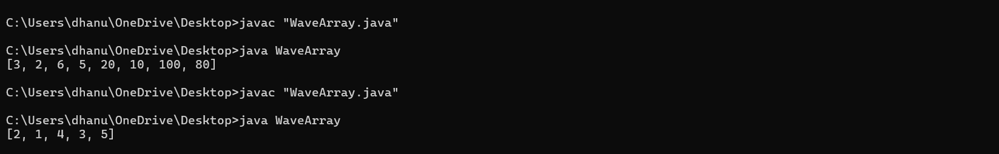 C:\Users\dhanu\OneDrive\Desktop>javac "WaveArray.java"
C:\Users\dhanu\OneDrive\Desktop>java WaveArray
[3, 2, 6, 5, 20, 10, 100, 80]
C:\Users\dhanu\OneDrive\Desktop>javac "WaveArray.java"
C:\Users\dhanu\OneDrive\Desktop>java WaveArray
[2, 1, 4, 3, 5]